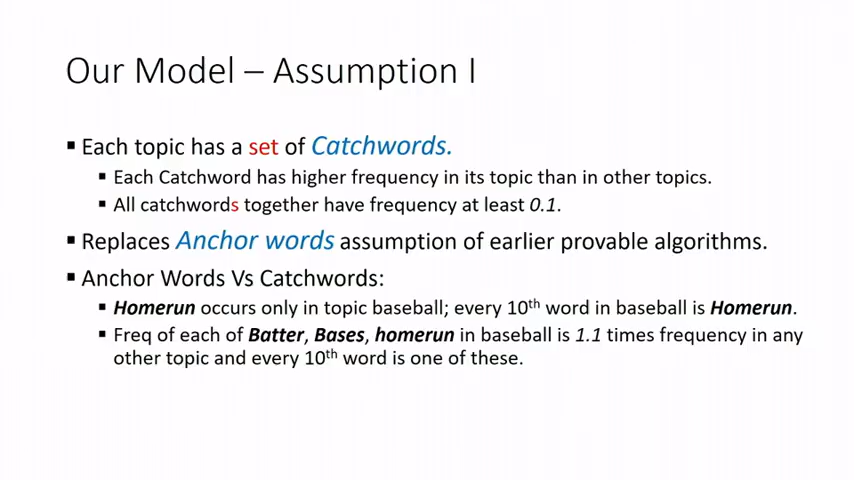 Our Model – Assumption I
▪ Each topic has a set of Catchwords.
▪ Each Catchword has higher frequency in its topic than in other topics.
▪ All catchwords together have frequency at least 0.1.
▪ Replaces Anchor words assumption of earlier provable algorithms.
▪ Anchor Words Vs Catchwords:
▪ Homerun occurs only in topic baseball; every 10th word in baseball is Homerun.
▪ Freq of each of Batter, Bases, homerun in baseball is 1.1 times frequency in any
other topic and every 10th word is one of these.